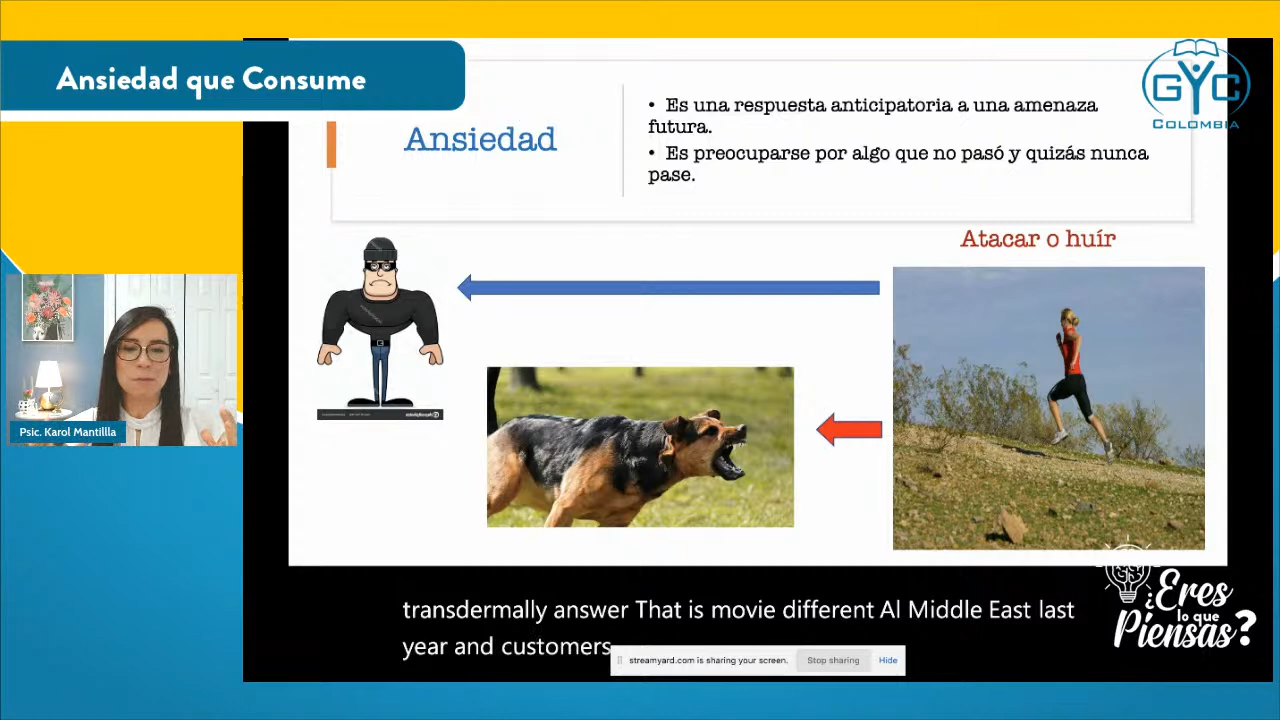 Ansiedad que Consume
GYC
COLOMBIA
Ansiedad
• Es una respuesta anticipatoria a una amenaza
futura.
• Es preocuparse por algo que no pasó y quizás nunca
pase.
Atacar o huír
Psic. Karol Mantillla
transdermally answer That is movie different Al Middle East last
year and customers
streamyard.com is sharing your screen. Stop sharing Hide
¿Eres
lo que
Piensas?